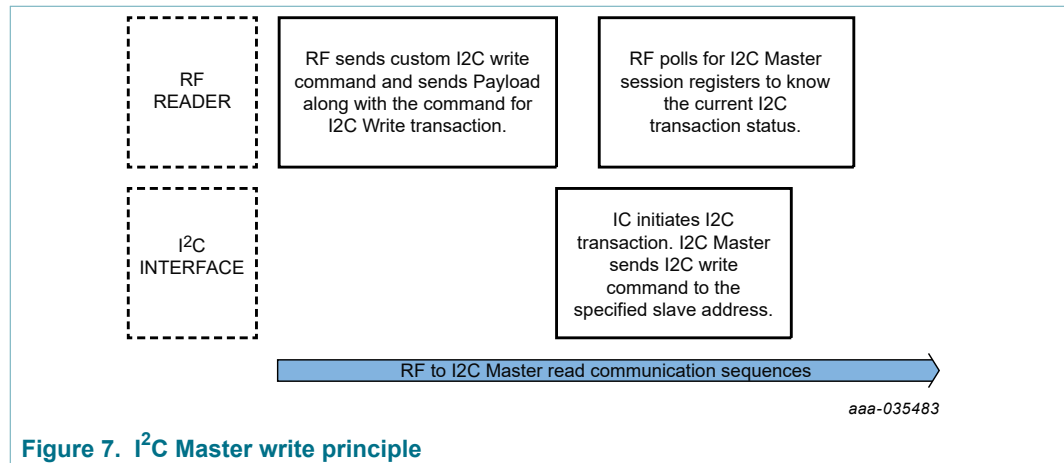 RF
READER
RF sends custom I2C write
command and sends Payload
along with the command for
I2C Write transaction.
RF polls for I2C Master
session registers to know
the current I2C
transaction status.
I²C
INTERFACE
IC initiates I2C
transaction. I2C Master
sends I2C write
command to the
specified slave address.
RF to I2C Master read communication sequences
aaa-035483
Figure 7. I²C Master write principle